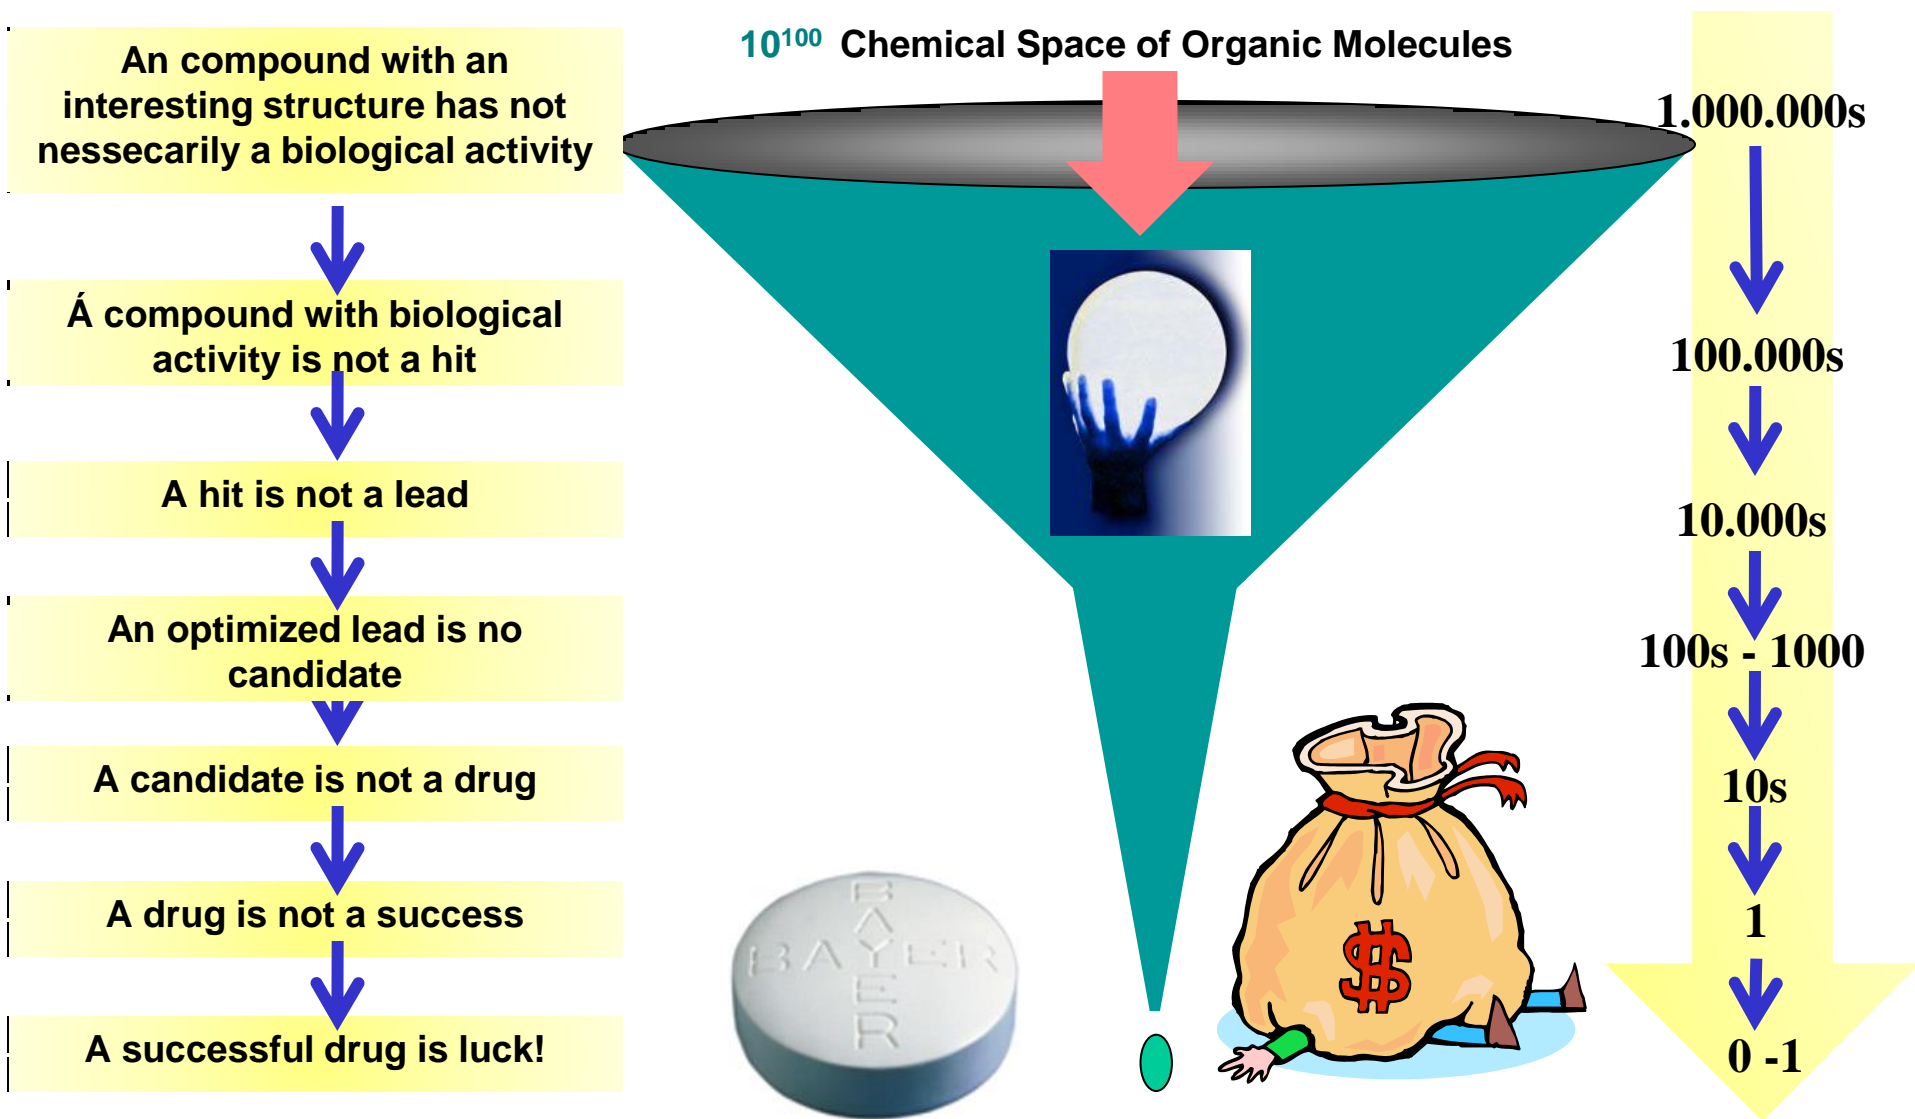 10¹⁰⁰ Chemical Space of Organic Molecules
An compound with an
interesting structure has not
nessecarily a biological activity
Á compound with biological
activity is not a hit
A hit is not a lead
An optimized lead is no
candidate
A candidate is not a drug
A drug is not a success
A successful drug is luck!
BAYER
BAYER
$
1.000.000s
100.000s
10.000s
100s - 1000
10s
1
0 -1